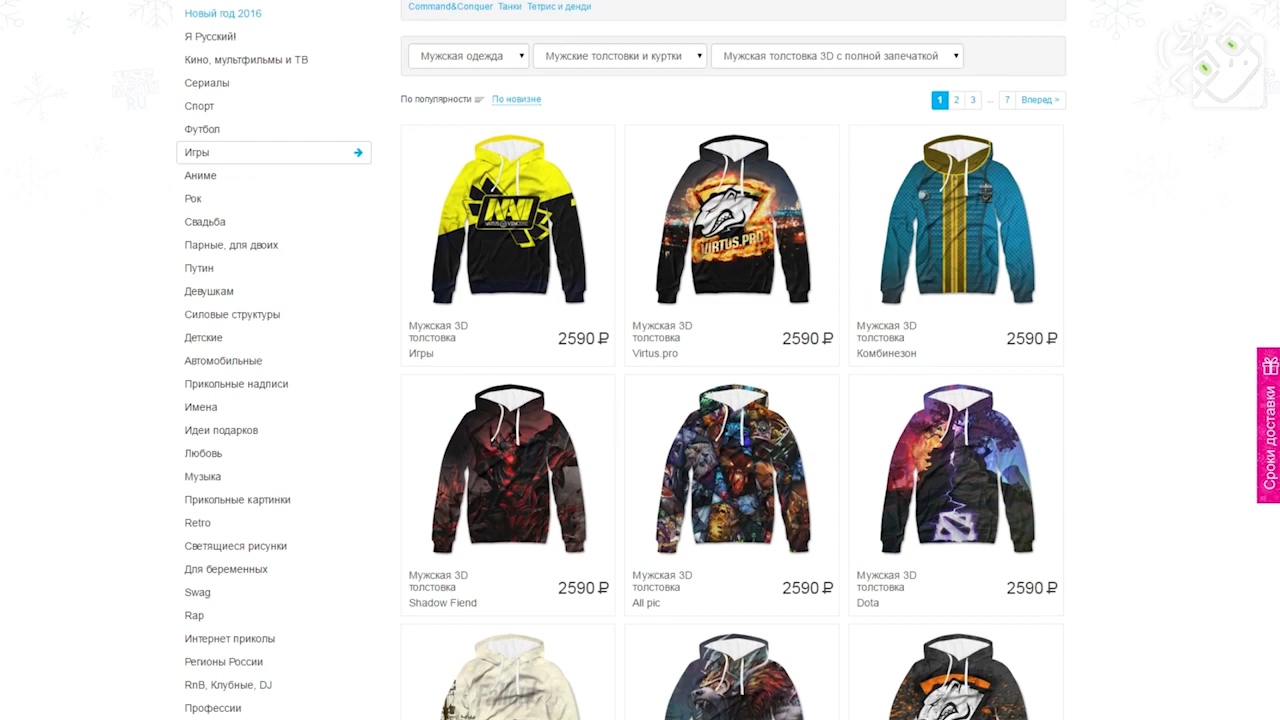 Новый год 2016
Я Русский!
Кино, мультфильмы и ТВ
Сериалы
Спорт
Футбол
Игры
Аниме
Рок
Свадьба
Парные, для двоих
Путин
Девушкам
Силовые структуры
Детские
Автомобильные
Прикольные надписи
Имена
Идеи подарков
Любовь
Музыка
Прикольные картинки
Retro
Светящиеся рисунки
Для беременных
Swag
Rap
Интернет приколы
Регионы России
RnB, Клубные, DJ
Профессии
Command&Conquer Танки Тетрис и денди
Мужская одежда Мужские толстовки и куртки Мужская толстовка 3D с полной запечаткой
По популярности По новизне 1 2 3 ... 7 Вперед >
NAVI
VIRTUS.PRO
Мужская 3D
толстовка 2590 ₽
Игры
Мужская 3D
толстовка 2590 ₽
Virtus.pro
Мужская 3D
толстовка 2590 ₽
Комбинезон
Мужская 3D
толстовка 2590 ₽
Shadow Fiend
Мужская 3D
толстовка 2590 ₽
All pic
Мужская 3D
толстовка 2590 ₽
Dota
Сроки доставки